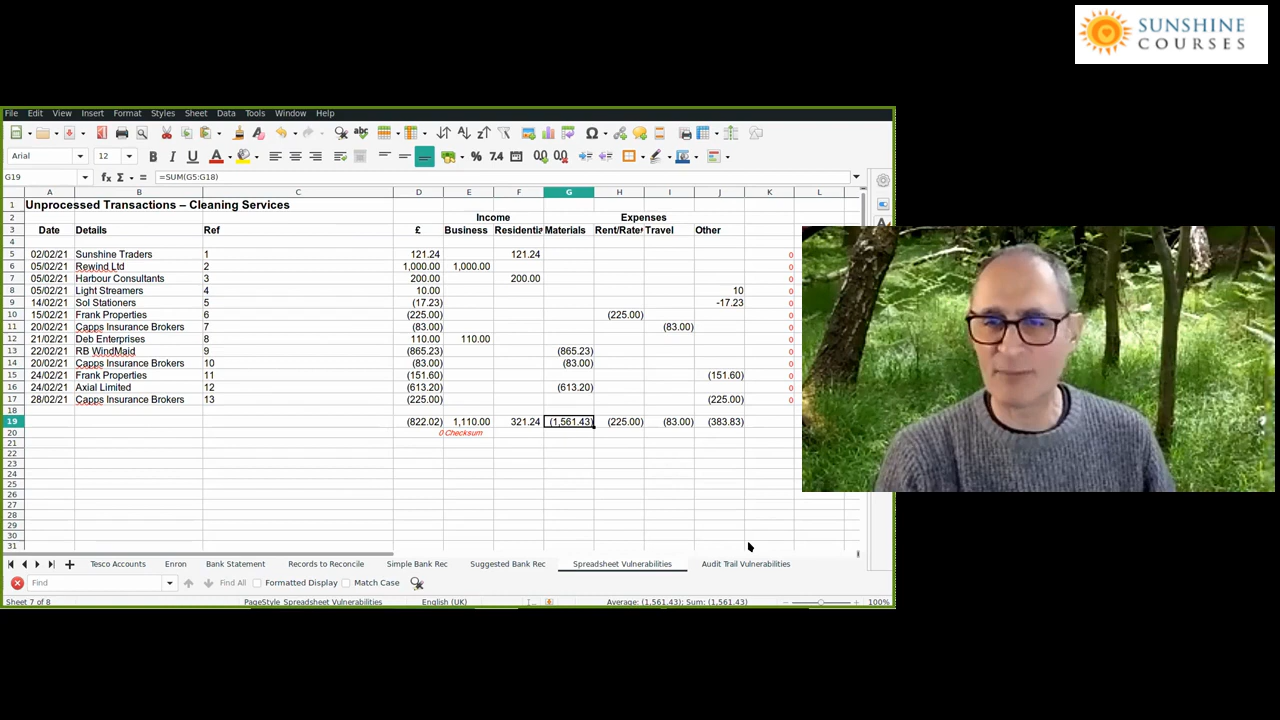 SUNSHINE
COURSES
File Edit View Insert Format Styles Sheet Data Tools Window Help
Arial 12
G19 =SUM(G5:G18)
A B C D E F G H I J K L
1 Unprocessed Transactions – Cleaning Services
2 Income Expenses
3 Date Details Ref £ Business Residentia Materials Rent/Rates Travel Other
4
5 02/02/21 Sunshine Traders 1 121.24 121.24 0
6 05/02/21 Rewind Ltd 2 1,000.00 1,000.00 0
7 05/02/21 Harbour Consultants 3 200.00 200.00 0
8 05/02/21 Light Streamers 4 10.00 10 0
9 14/02/21 Sol Stationers 5 (17.23) -17.23 0
10 15/02/21 Frank Properties 6 (225.00) (225.00) 0
11 20/02/21 Capps Insurance Brokers 7 (83.00) (83.00) 0
12 21/02/21 Deb Enterprises 8 110.00 110.00 0
13 22/02/21 RB WindMaid 9 (865.23) (865.23) 0
14 20/02/21 Capps Insurance Brokers 10 (83.00) (83.00) 0
15 24/02/21 Frank Properties 11 (151.60) (151.60) 0
16 24/02/21 Axial Limited 12 (613.20) (613.20) 0
17 28/02/21 Capps Insurance Brokers 13 (225.00) (225.00) 0
18
19 (822.02) 1,110.00 321.24 (1,561.43) (225.00) (83.00) (383.83)
20 0 Checksum
21
22
23
24
25
26
27
28
29
30
31
Tesco Accounts Enron Bank Statement Records to Reconcile Simple Bank Rec Suggested Bank Rec Spreadsheet Vulnerabilities Audit Trail Vulnerabilities
Find Find All Formatted Display Match Case
Sheet 7 of 8 PageStyle_Spreadsheet Vulnerabilities English (UK) Average: (1,561.43); Sum: (1,561.43) 100%